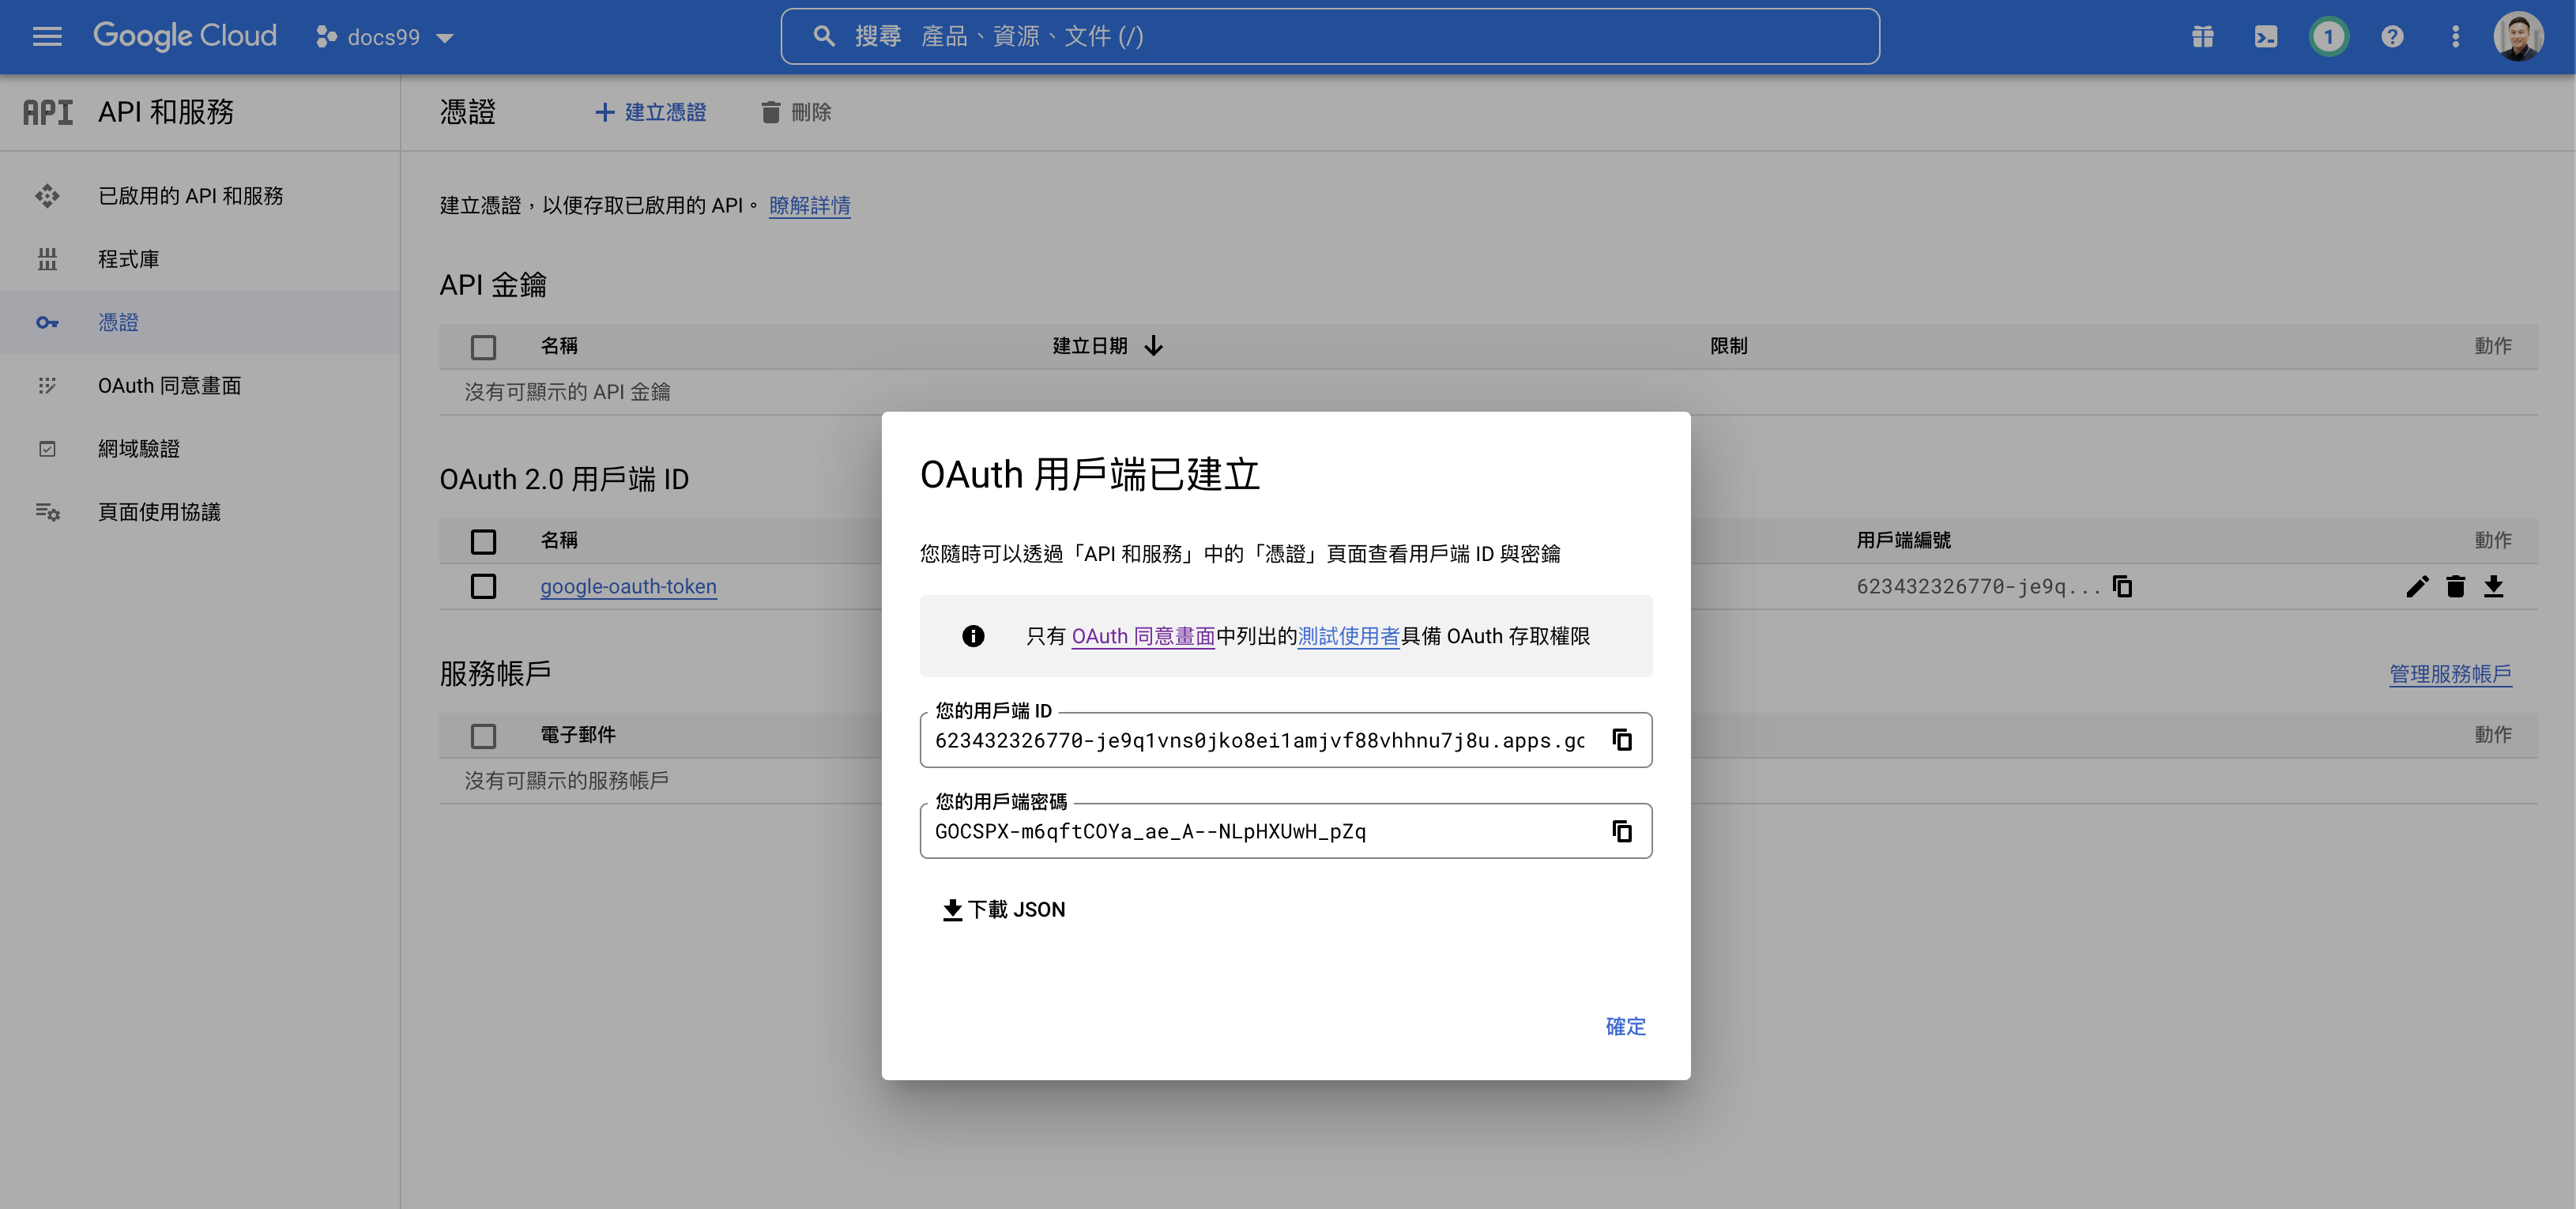 Google Cloud
docs99
搜尋 產品、資源、文件 (/)
1
API API 和服務
憑證
建立憑證
刪除
已啟用的 API 和服務
程式庫
憑證
OAuth 同意畫面
網域驗證
頁面使用協議
建立憑證，以便存取已啟用的 API。 瞭解詳情
API 金鑰
名稱 建立日期 限制 動作
沒有可顯示的 API 金鑰
OAuth 2.0 用戶端 ID
名稱 用戶端編號 動作
google-oauth-token 623432326770-je9q...
服務帳戶
管理服務帳戶
電子郵件 動作
沒有可顯示的服務帳戶
OAuth 用戶端已建立
您隨時可以透過「API 和服務」中的「憑證」頁面查看用戶端 ID 與密鑰
只有 OAuth 同意畫面中列出的測試使用者具備 OAuth 存取權限
您的用戶端 ID
623432326770-je9q1vns0jko8ei1amjvf88vhhnu7j8u.apps.gc
您的用戶端密碼
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
下載 JSON
確定